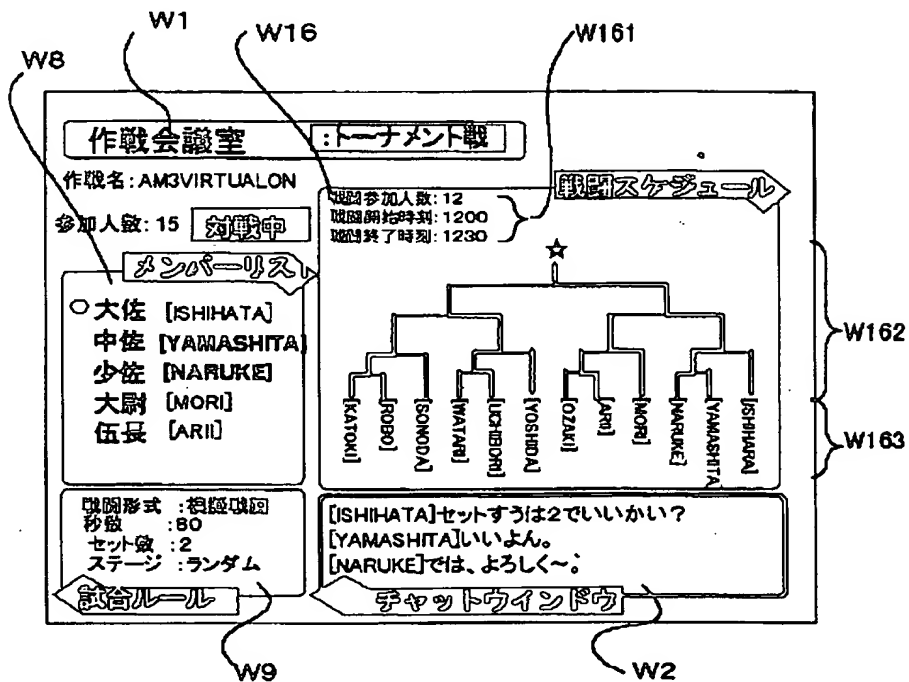 W1
W16
W161
W8
作戦会議室 :トーナメント戦
作戦名:AM3VIRTUALON
参加人数:15 対戦中
戦闘スケジュール
戦闘参加人数:12
戦闘開始時刻:1200
戦闘終了時刻:1230
メンバーリスト
○大佐 [ISHIHATA]
中佐 [YAMASHITA]
少佐 [NARUKE]
大尉 [MORI]
伍長 [ARII]
☆
W162
[KATOKI]
[ROBO]
[SONODA]
[WATARI]
[UCHIBORI]
[YOSHIDA]
[OZAKI]
[ARII]
[MORI]
[NARUKE]
[YAMASHITA
[ISHIHARA]
W163
戦闘形式 :模擬戦闘
秒数 :80
セット数 :2
ステージ :ランダム
試合ルール
[ISHIHATA]セットすうは2でいいかい?
[YAMASHITA]いいよん。
[NARUKE]では、よろしく~。
チャットウインドウ
W9
W2